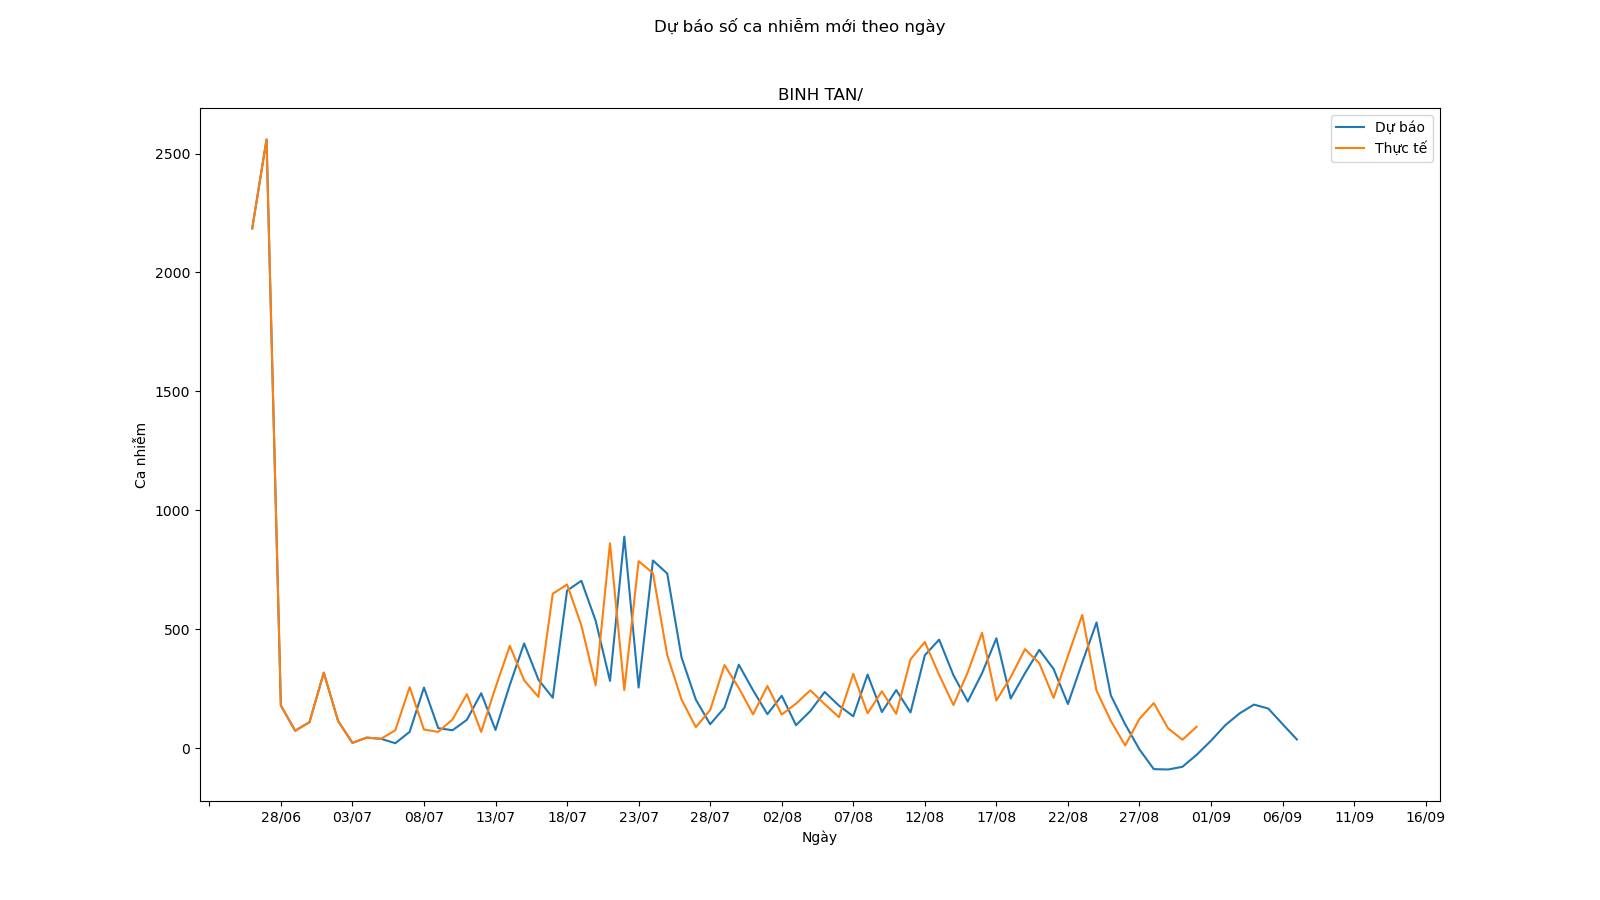 Dự báo số ca nhiễm mới theo ngày
BINH TAN/
Dự báo
Thực tế
2500
2000
1500
1000
500
0
Ca nhiễm
28/06 03/07 08/07 13/07 18/07 23/07 28/07 02/08 07/08 12/08 17/08 22/08 27/08 01/09 06/09 11/09 16/09
Ngày